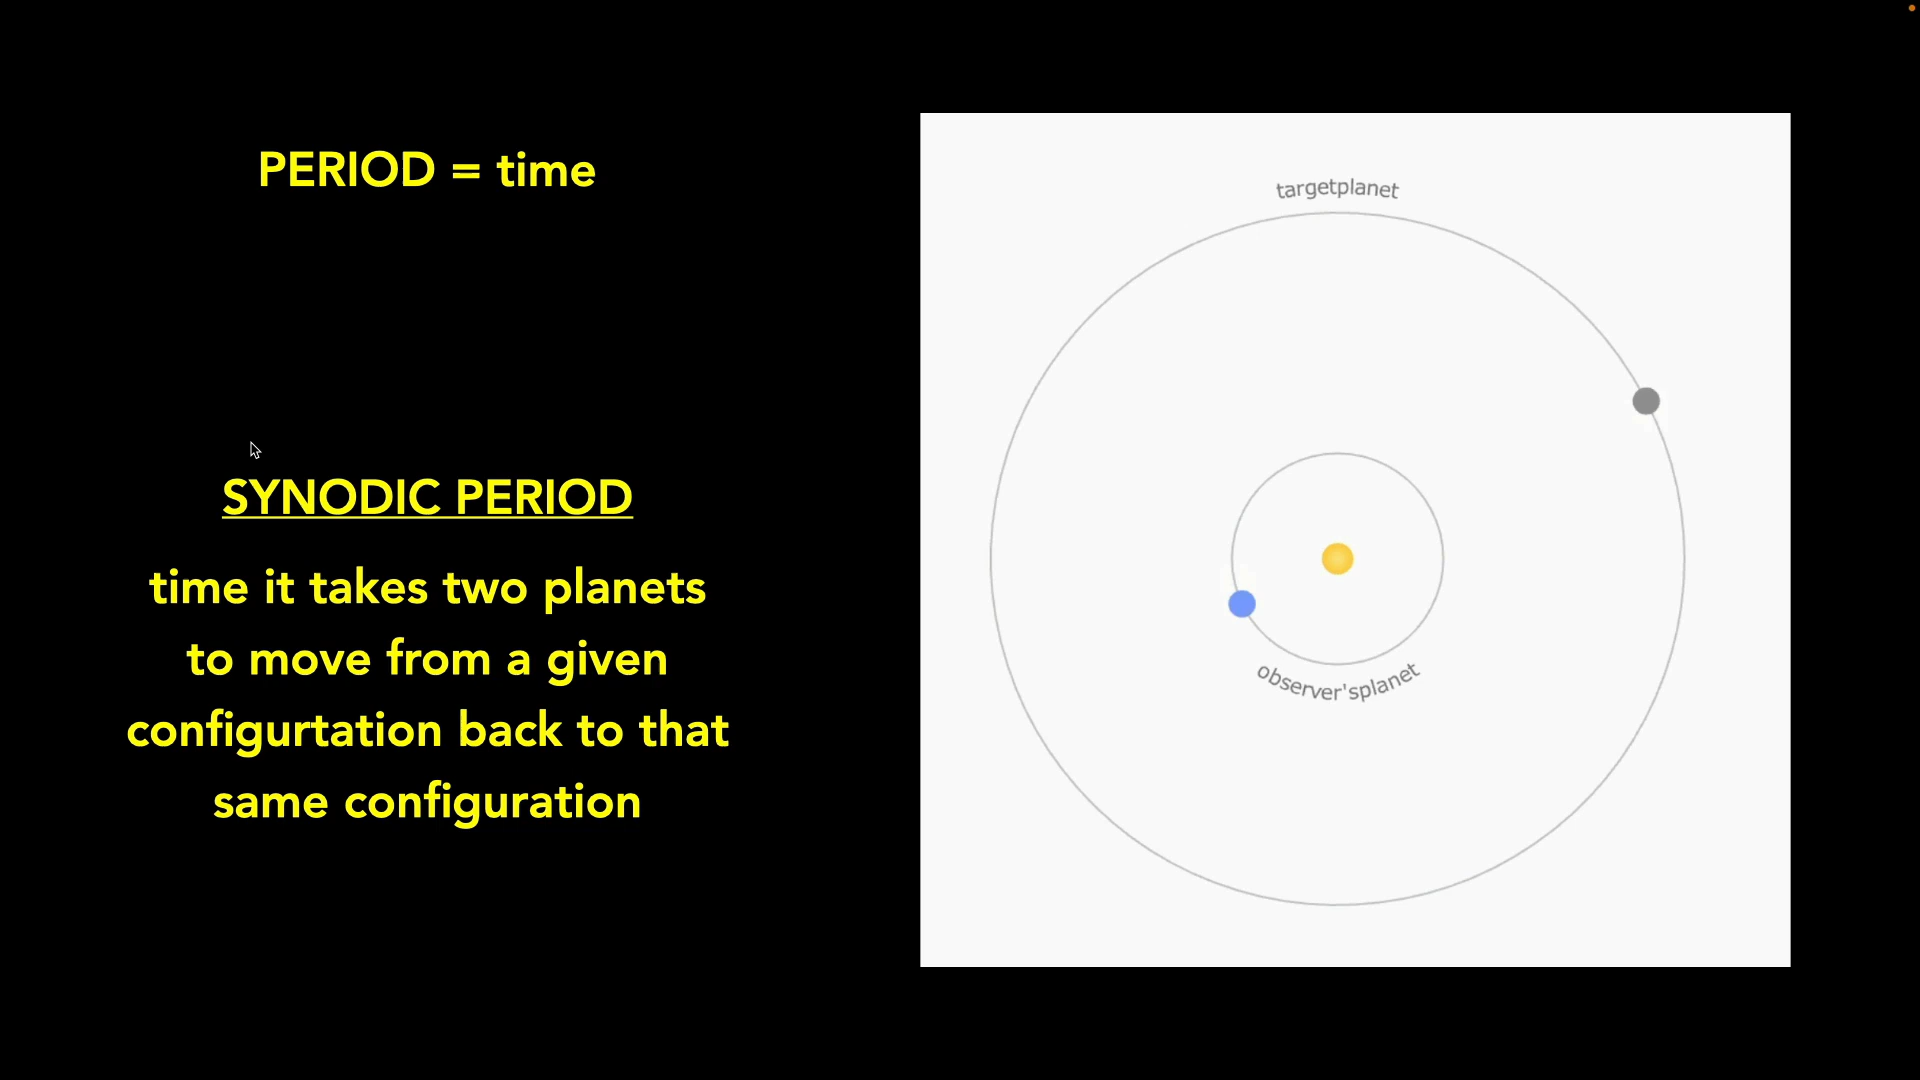 PERIOD = time
SYNODIC PERIOD
time it takes two planets
to move from a given
configurtation back to that
same configuration
targetplanet
observer'splanet